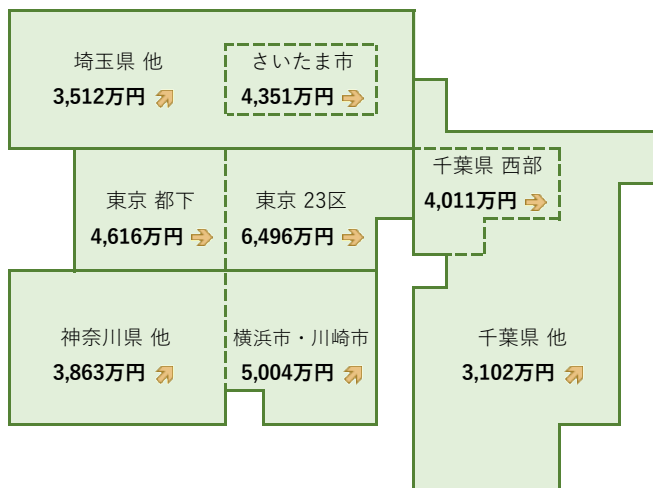 埼玉県 他
3,512万円
さいたま市
4,351万円
千葉県 西部
4,011万円
東京 都下
4,616万円
東京 23区
6,496万円
神奈川県 他
3,863万円
横浜市・川崎市
5,004万円
千葉県 他
3,102万円